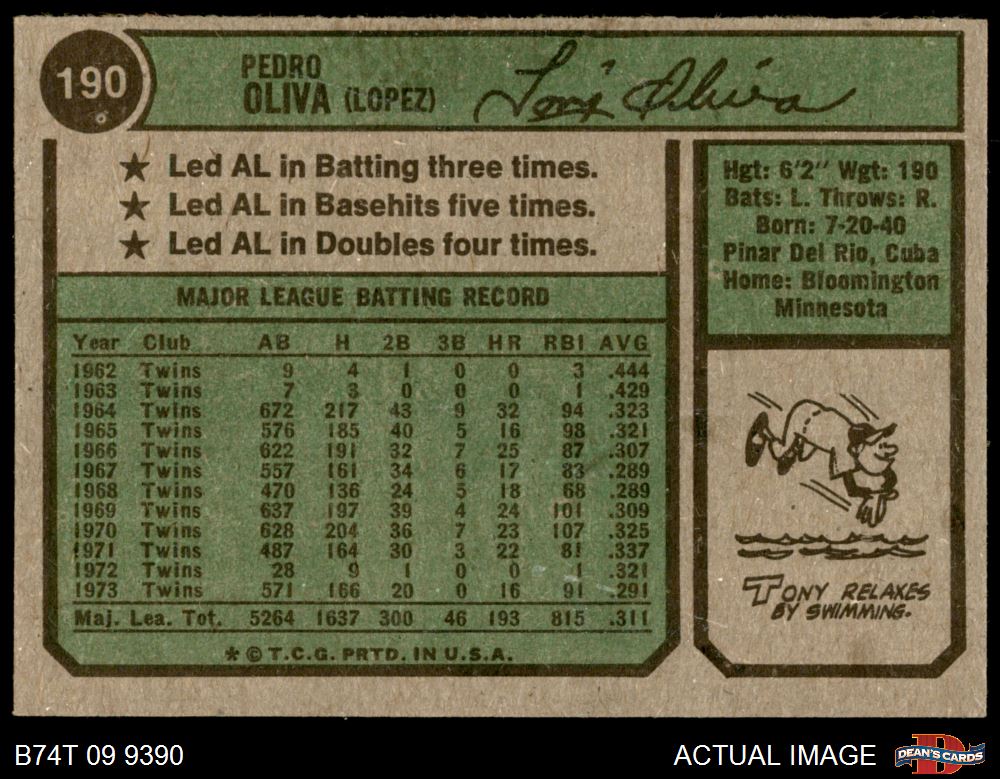 190
PEDRO
OLIVA (LOPEZ)
Tony Oliva
★ Led AL in Batting three times.
★ Led AL in Basehits five times.
★ Led AL in Doubles four times.
MAJOR LEAGUE BATTING RECORD
Year Club AB H 2B 3B HR RBI AVG
1962 Twins 9 4 1 0 0 3 .444
1963 Twins 7 3 0 0 0 1 .429
1964 Twins 672 217 43 9 32 94 .323
1965 Twins 576 185 40 5 16 98 .321
1966 Twins 622 191 32 7 25 87 .307
1967 Twins 557 161 34 6 17 83 .289
1968 Twins 470 136 24 5 18 68 .289
1969 Twins 637 197 39 4 24 101 .309
1970 Twins 628 204 36 7 23 107 .325
1971 Twins 487 164 30 3 22 81 .337
1972 Twins 28 9 1 0 0 1 .321
1973 Twins 571 166 20 0 16 91 .291
Maj. Lea. Tot. 5264 1637 300 46 193 815 .311
* © T.C.G. PRTD. IN U.S.A.
Hgt: 6'2" Wgt: 190
Bats: L. Throws: R.
Born: 7-20-40
Pinar Del Rio, Cuba
Home: Bloomington
Minnesota
TONY RELAXES
BY SWIMMING.
B74T 09 9390
ACTUAL IMAGE
DEAN'S CARDS